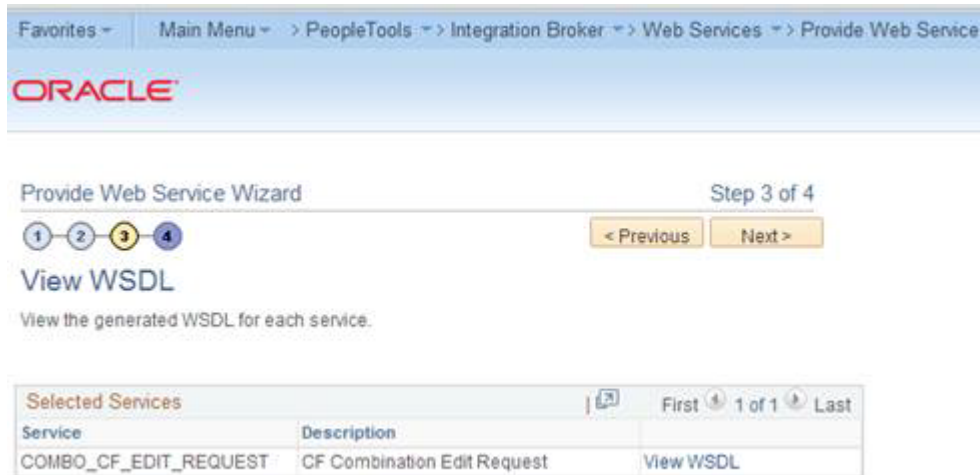 Favorites Main Menu > PeopleTools > Integration Broker > Web Services > Provide Web Service
ORACLE
Provide Web Service Wizard Step 3 of 4
1 2 3 4 < Previous Next >
View WSDL
View the generated WSDL for each service.
Selected Services | First 1 of 1 Last
Service Description
COMBO_CF_EDIT_REQUEST CF Combination Edit Request View WSDL